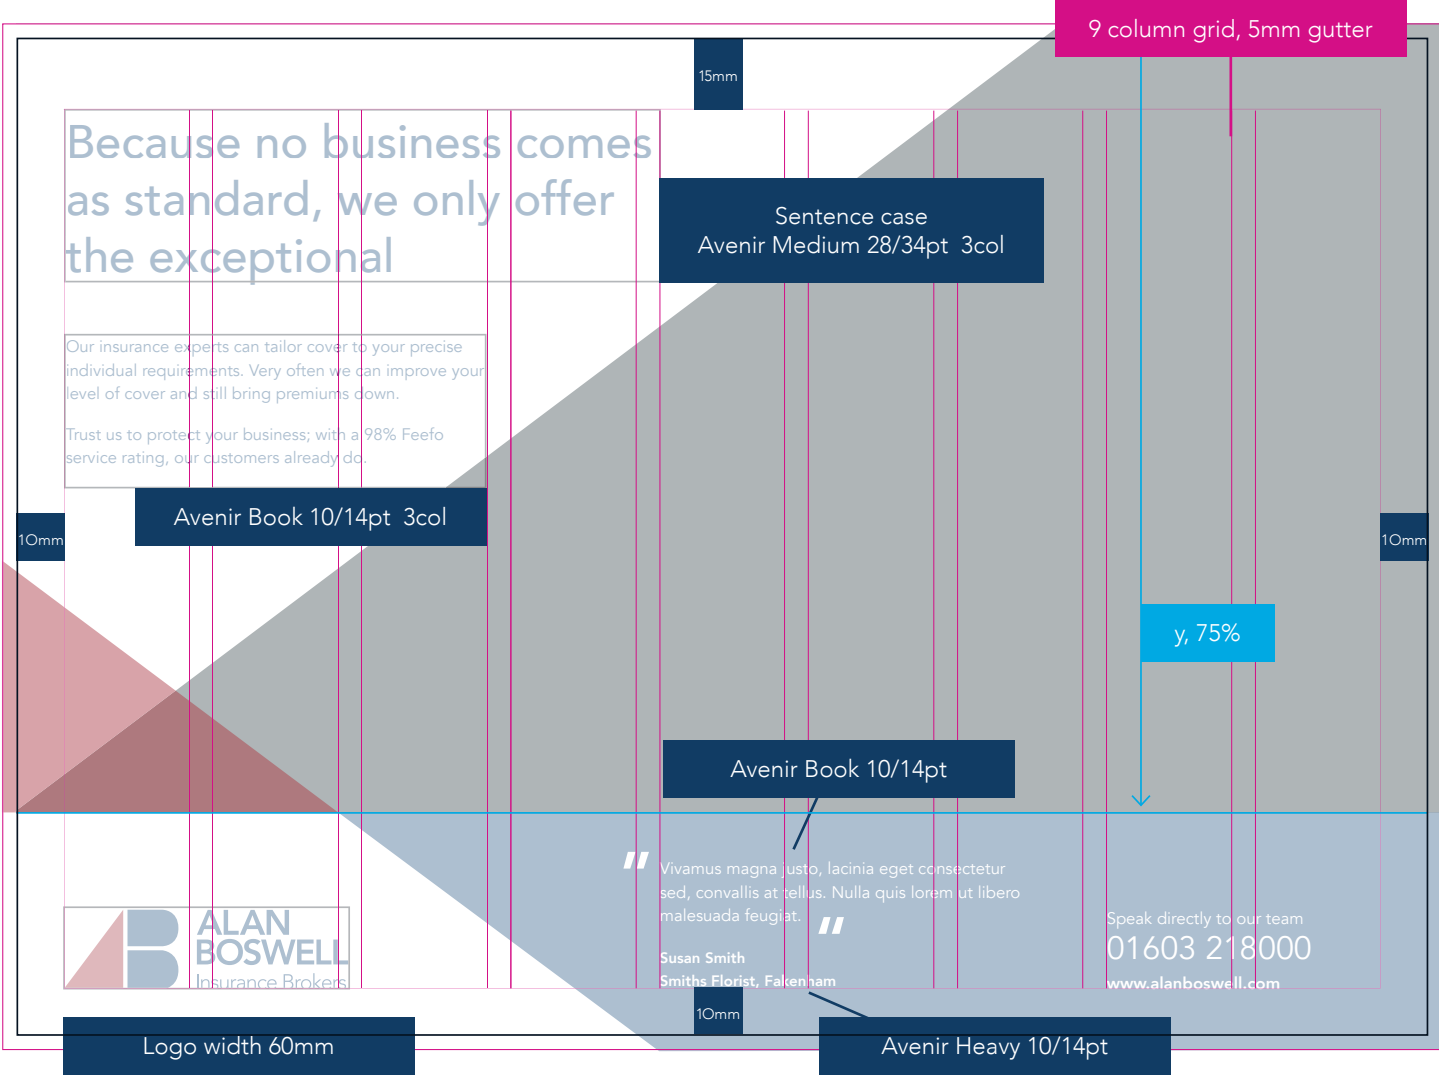 9 column grid, 5mm gutter
15mm
Because no business comes
as standard, we only offer
the exceptional
Sentence case
Avenir Medium 28/34pt 3col
Our insurance experts can tailor cover to your precise
individual requirements. Very often we can improve your
level of cover and still bring premiums down.
Trust us to protect your business; with a 98% Feefo
service rating, our customers already do.
Avenir Book 10/14pt 3col
10mm
10mm
y, 75%
Avenir Book 10/14pt
"
Vivamus magna justo, lacinia eget consectetur
sed, convallis at tellus. Nulla quis lorem ut libero
malesuada feugiat.
"
Susan Smith
Smiths Florist, Fakenham
Speak directly to our team
01603 218000
www.alanboswell.com
ALAN
BOSWELL
Insurance Brokers
10mm
Logo width 60mm
Avenir Heavy 10/14pt